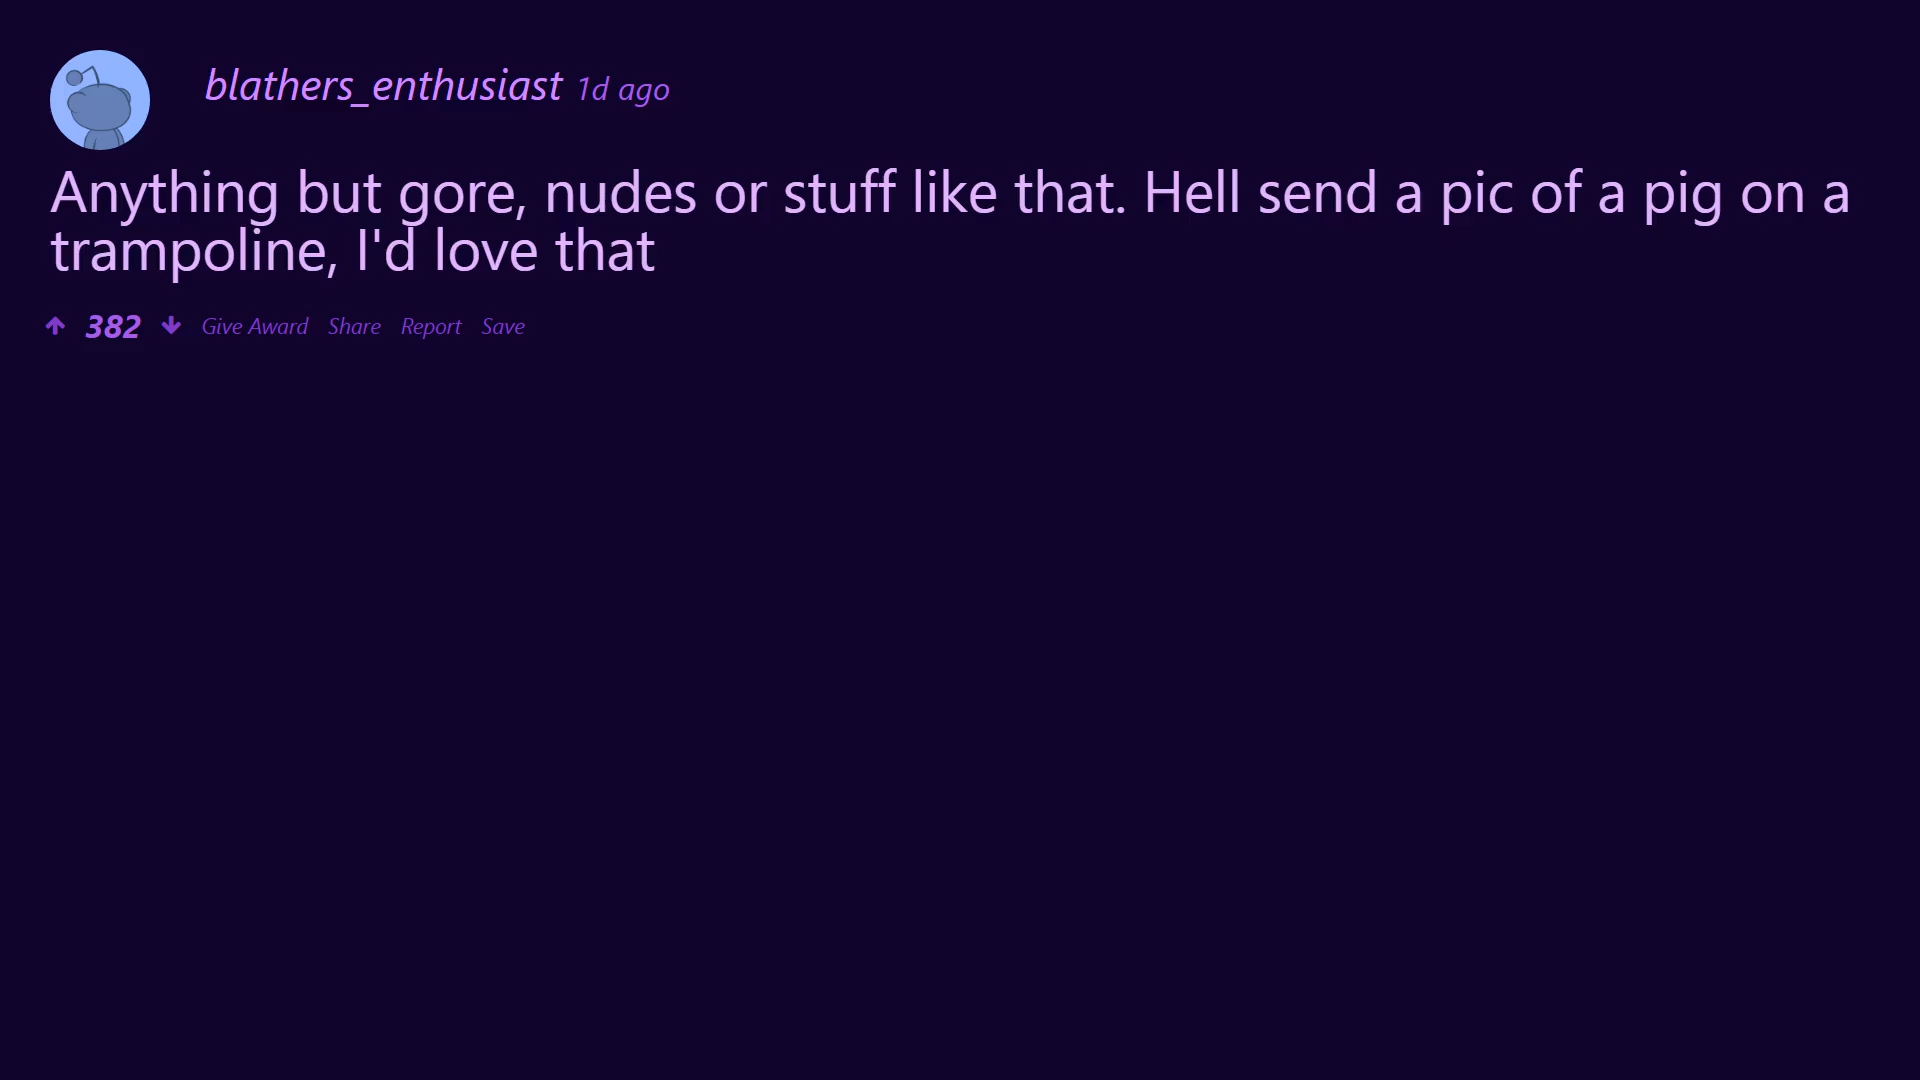 blathers_enthusiast 1d ago
Anything but gore, nudes or stuff like that. Hell send a pic of a pig on a
trampoline, I'd love that
382 Give Award Share Report Save